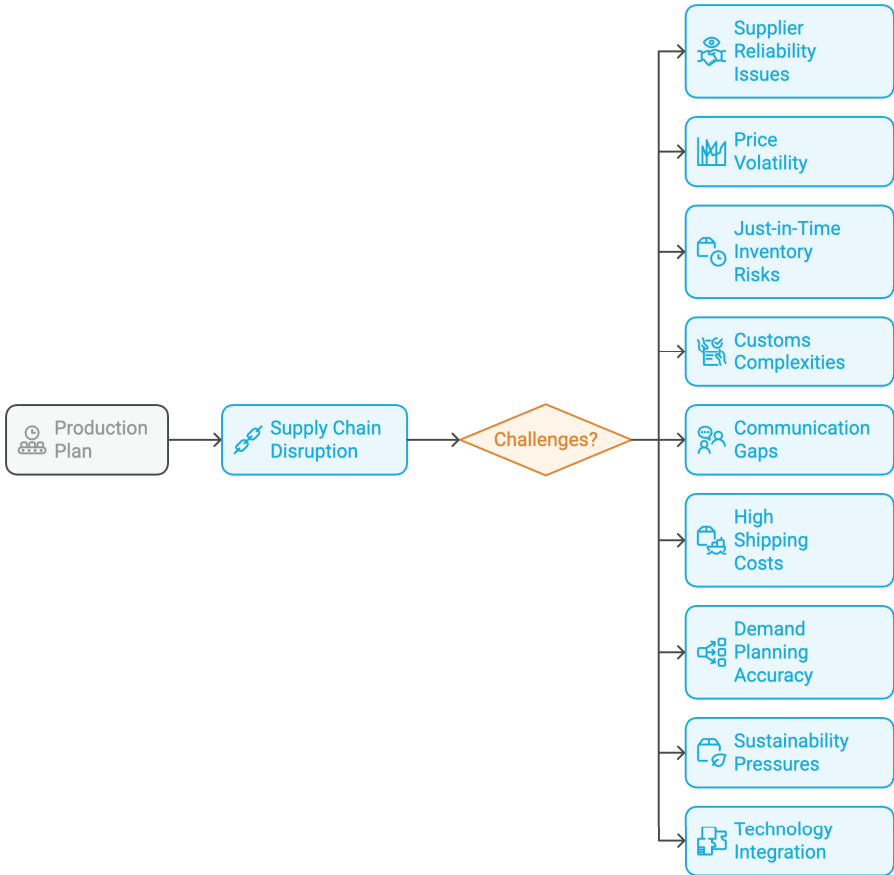 Production
Plan
Supply Chain
Disruption
Challenges?
Supplier
Reliability
Issues
Price
Volatility
Just-in-Time
Inventory
Risks
Customs
Complexities
Communication
Gaps
High
Shipping
Costs
Demand
Planning
Accuracy
Sustainability
Pressures
Technology
Integration